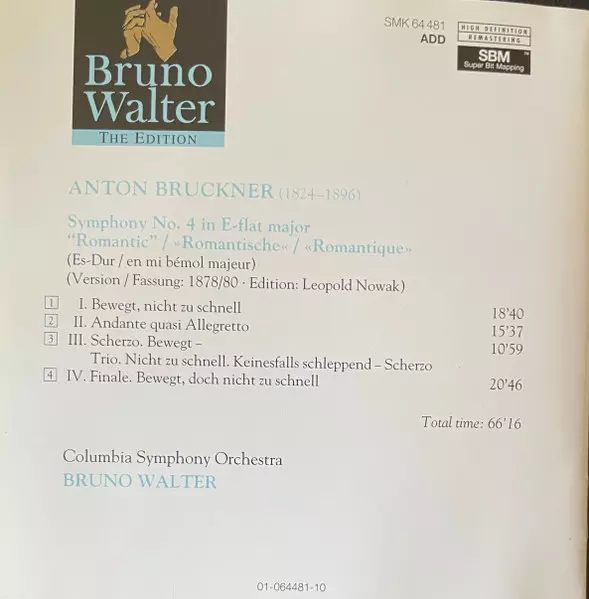 Bruno
Walter
THE EDITION
SMK 64 481
ADD
HIGH DEFINITION
REMASTERING
SBM™
Super Bit Mapping
ANTON BRUCKNER (1824–1896)
Symphony No. 4 in E-flat major
“Romantic” / »Romantische« / «Romantique»
(Es-Dur / en mi bémol majeur)
(Version / Fassung: 1878/80 · Edition: Leopold Nowak)
1 I. Bewegt, nicht zu schnell 18'40
2 II. Andante quasi Allegretto 15'37
3 III. Scherzo. Bewegt – 10'59
Trio. Nicht zu schnell. Keinesfalls schleppend – Scherzo
4 IV. Finale. Bewegt, doch nicht zu schnell 20'46
Total time: 66'16
Columbia Symphony Orchestra
BRUNO WALTER
01-064481-10